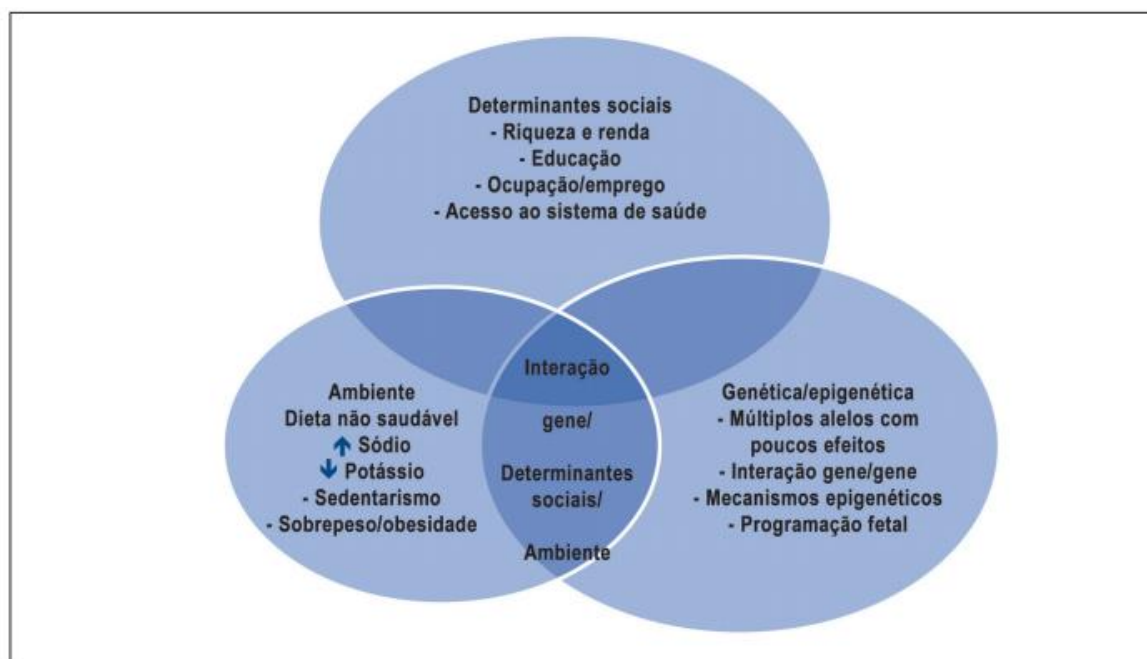 Determinantes sociais
- Riqueza e renda
- Educação
- Ocupação/emprego
- Acesso ao sistema de saúde
Interação
gene/
Determinantes
sociais/
Ambiente
Ambiente
Dieta não saudável
↑ Sódio
↓ Potássio
- Sedentarismo
- Sobrepeso/obesidade
Genética/epigenética
- Múltiplos alelos com
poucos efeitos
- Interação gene/gene
- Mecanismos epigenéticos
- Programação fetal